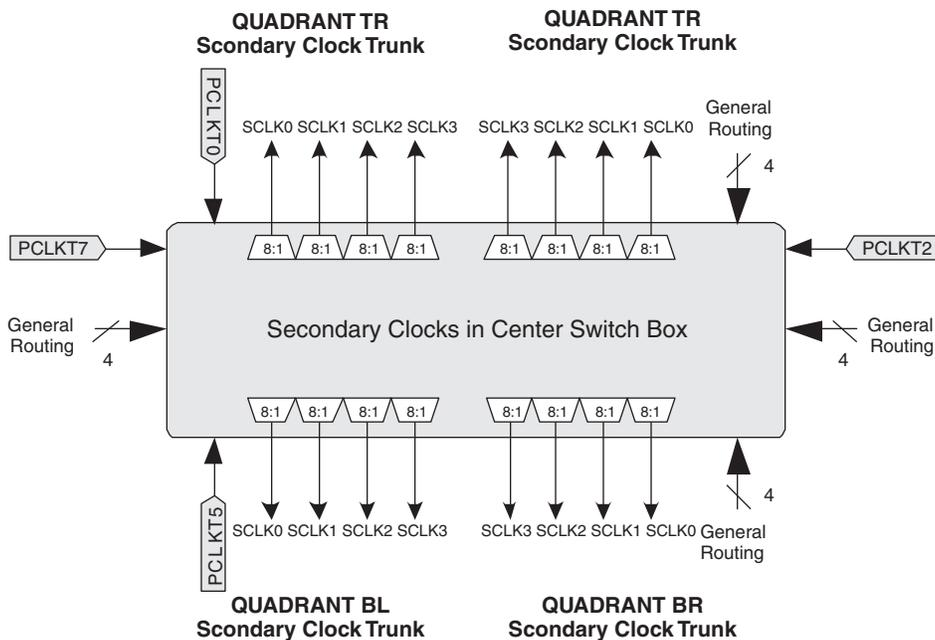 QUADRANT TR
Scondary Clock Trunk
QUADRANT TR
Scondary Clock Trunk
PCLKT0
SCLK0 SCLK1 SCLK2 SCLK3
SCLK3 SCLK2 SCLK1 SCLK0
General
Routing
4
8:1 8:1 8:1 8:1
8:1 8:1 8:1 8:1
PCLKT7
PCLKT2
General
Routing
4
Secondary Clocks in Center Switch Box
General
Routing
4
8:1 8:1 8:1 8:1
8:1 8:1 8:1 8:1
PCLKT5
SCLK0 SCLK1 SCLK2 SCLK3
SCLK3 SCLK2 SCLK1 SCLK0
4
General
Routing
QUADRANT BL
Scondary Clock Trunk
QUADRANT BR
Scondary Clock Trunk